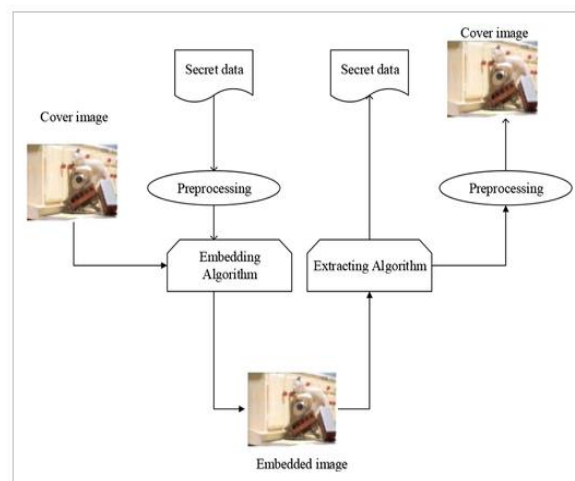 Cover image
Secret data
Secret data
Cover image
Preprocessing
Preprocessing
Embedding
Algorithm
Extracting Algorithm
Embedded image